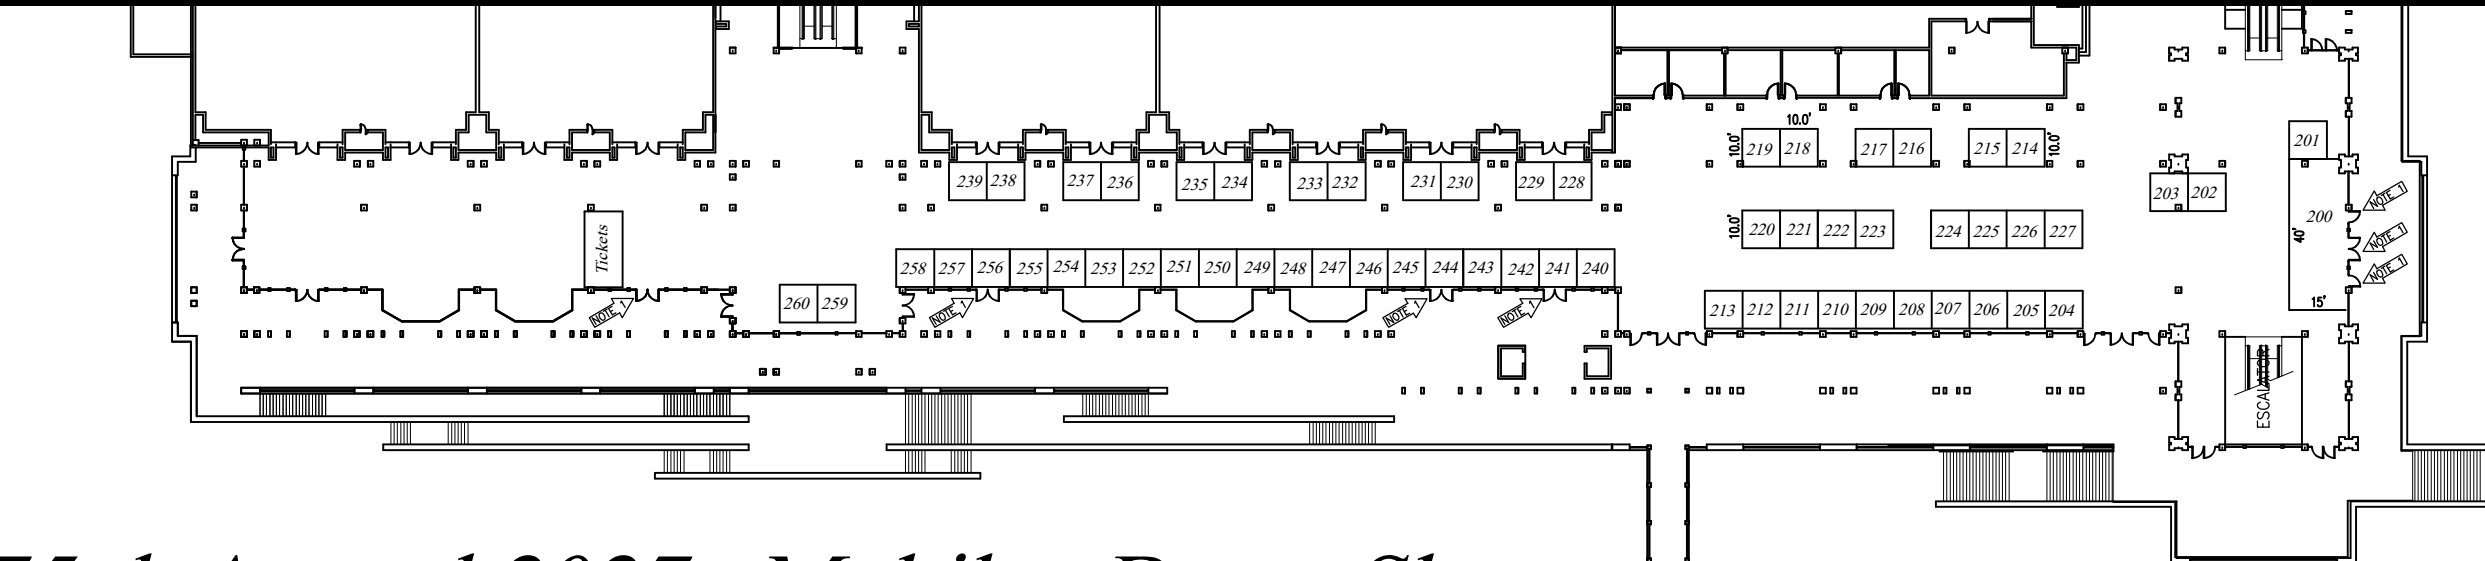 10.0'
201
10.0' 219 218 217 216 215 214 10.0'
239 238 237 236 235 234 233 232 231 230 229 228
203 202
NOTE 1
200
40'
NOTE 1
NOTE 1
15'
10.0' 220 221 222 223 224 225 226 227
Tickets
258 257 256 255 254 253 252 251 250 249 248 247 246 245 244 243 242 241 240
260 259
NOTE 1 NOTE 1 NOTE 1 NOTE 1
213 212 211 210 209 208 207 206 205 204
ESCALATOR